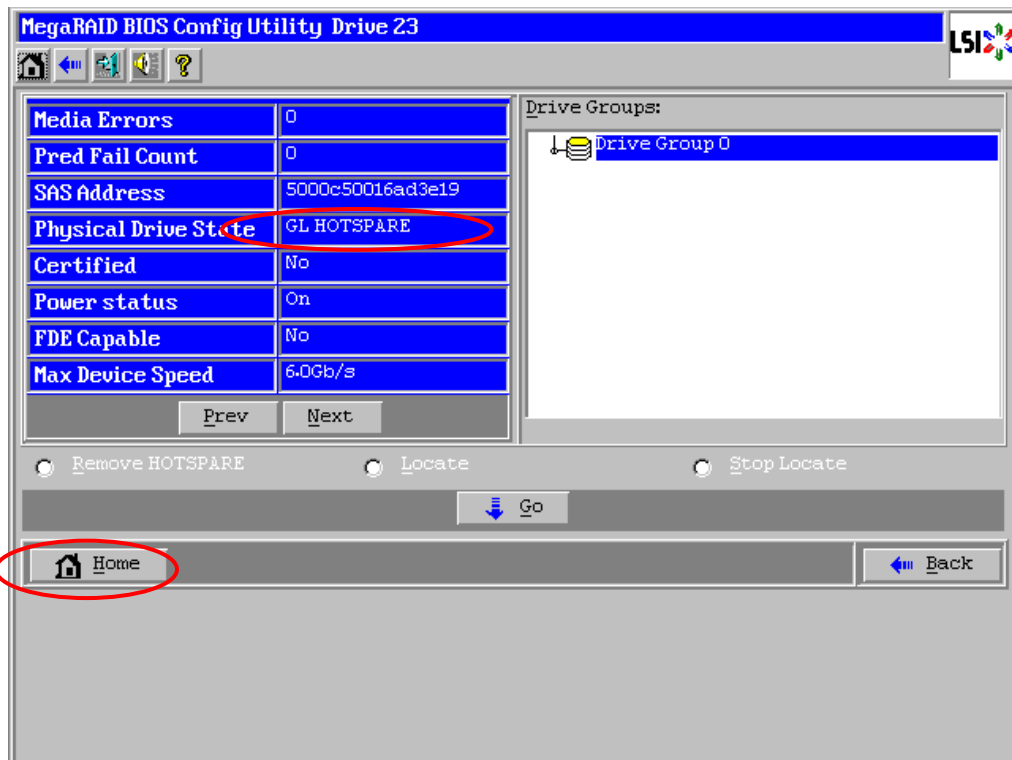 MegaRAID BIOS Config Utility Drive 23
LSI
Media Errors 0
Pred Fail Count 0
SAS Address 5000c50016ad3e19
Physical Drive State GL HOTSPARE
Certified No
Power status On
FDE Capable No
Max Device Speed 6.0Gb/s
Prev Next
Drive Groups:
Drive Group 0
Remove HOTSPARE Locate Stop Locate
Go
Home Back